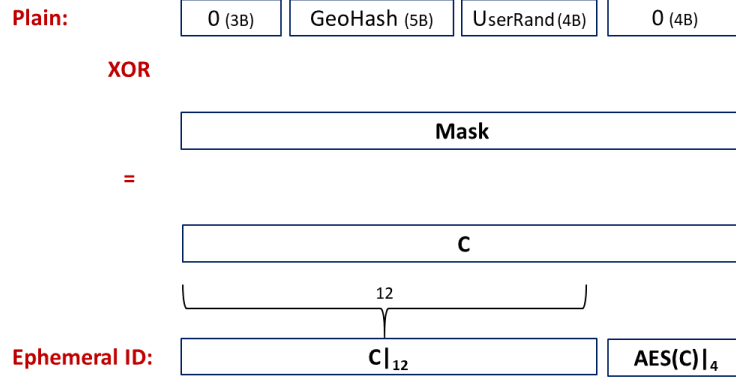 Plain: 0 (3B) GeoHash (5B) UserRand (4B) 0 (4B)
XOR
Mask
=
C
12
Ephemeral ID: C|12 AES(C)|4